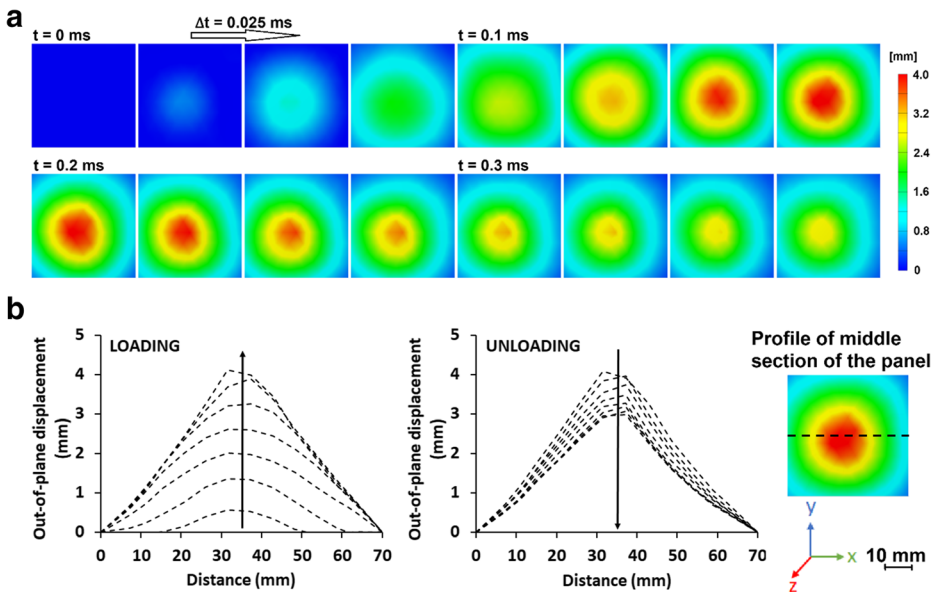 a
t = 0 ms
Δt = 0.025 ms
t = 0.1 ms
[mm]
4.0
3.2
2.4
1.6
0.8
0
t = 0.2 ms
t = 0.3 ms
b
Out-of-plane displacement
(mm)
5
4
3
2
1
0
LOADING
0 10 20 30 40 50 60 70
Distance (mm)
Out-of-plane displacement
(mm)
5
4
3
2
1
0
UNLOADING
0 10 20 30 40 50 60 70
Distance (mm)
Profile of middle
section of the panel
y
x
z
10 mm